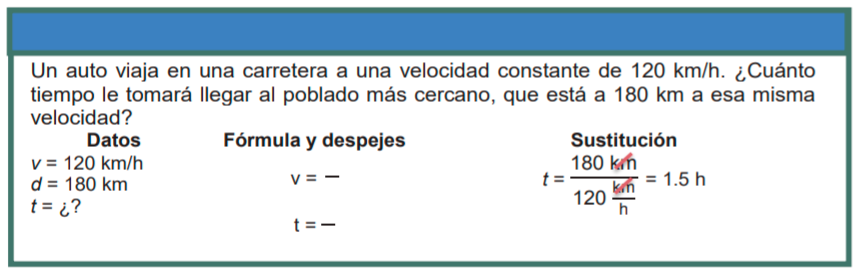 Un auto viaja en una carretera a una velocidad constante de 120 km/h. ¿Cuánto
tiempo le tomará llegar al poblado más cercano, que está a 180 km a esa misma
velocidad?
Datos Fórmula y despejes Sustitución
v = 120 km/h
d = 180 km
t = ¿?
v = —
t = —
180 km
t = ——— = 1.5 h
120 km/h